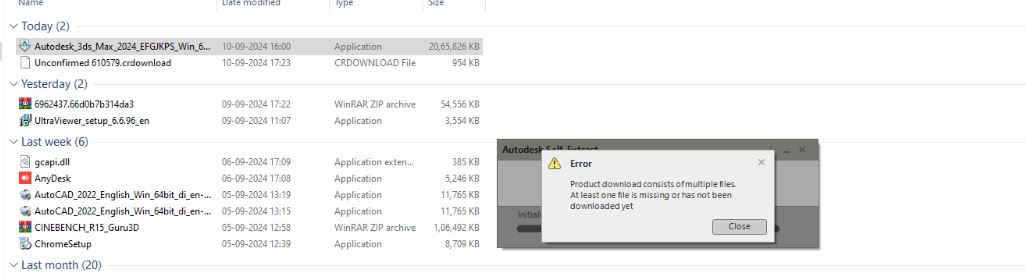 Name Date modified Type Size
Today (2)
Autodesk_3ds_Max_2024_EFGJKPS_Win_6... 10-09-2024 16:00 Application 20,65,826 KB
Unconfirmed 610579.crdownload 10-09-2024 17:23 CRDOWNLOAD File 954 KB
Yesterday (2)
6962437.66d0b7b314da3 09-09-2024 17:22 WinRAR ZIP archive 54,556 KB
UltraViewer_setup_6.6.96_en 09-09-2024 11:07 Application 3,554 KB
Last week (6)
gcapi.dll 06-09-2024 17:09 Application exten... 385 KB
AnyDesk 06-09-2024 17:08 Application 5,246 KB
AutoCAD_2022_English_Win_64bit_di_en-... 05-09-2024 13:19 Application 11,765 KB
AutoCAD_2022_English_Win_64bit_di_en-... 05-09-2024 13:15 Application 11,765 KB
CINEBENCH_R15_Guru3D 05-09-2024 12:58 WinRAR ZIP archive 1,06,492 KB
ChromeSetup 05-09-2024 12:39 Application 8,709 KB
Last month (20)
Autodesk Self-Extract
Error
Product download consists of multiple files.
At least one file is missing or has not been
downloaded yet
Initiali
Close